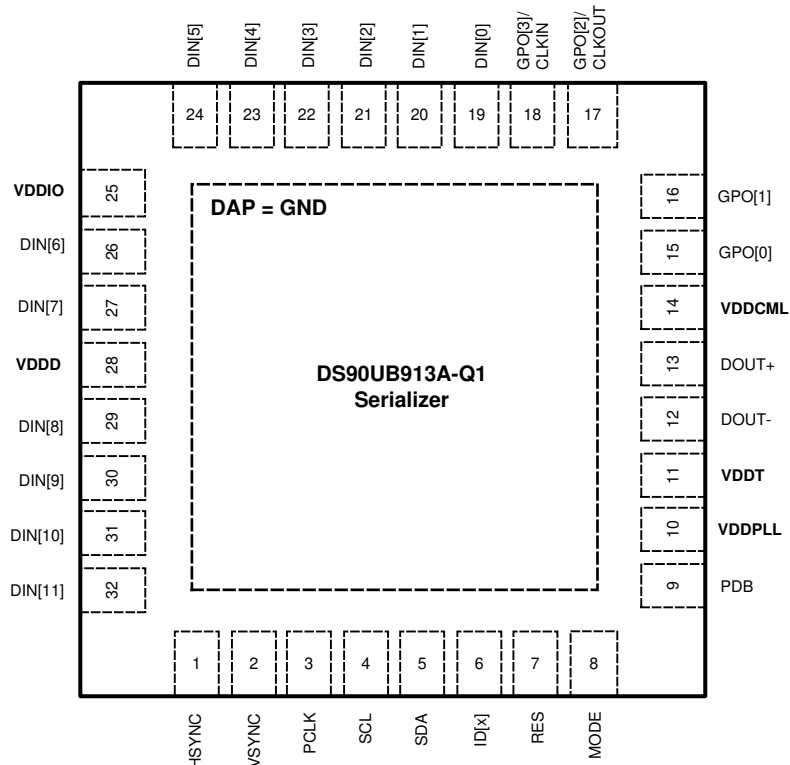 DIN[5]
DIN[4]
DIN[3]
DIN[2]
DIN[1]
DIN[0]
GPO[3]/
CLKIN
GPO[2]/
CLKOUT
24
23
22
21
20
19
18
17
VDDIO
25
DIN[6]
26
DIN[7]
27
VDDD
28
DIN[8]
29
DIN[9]
30
DIN[10]
31
DIN[11]
32
DAP = GND
DS90UB913A-Q1
Serializer
16
GPO[1]
15
GPO[0]
14
VDDCML
13
DOUT+
12
DOUT-
11
VDDT
10
VDDPLL
9
PDB
1
2
3
4
5
6
7
8
HSYNC
VSYNC
PCLK
SCL
SDA
ID[x]
RES
MODE